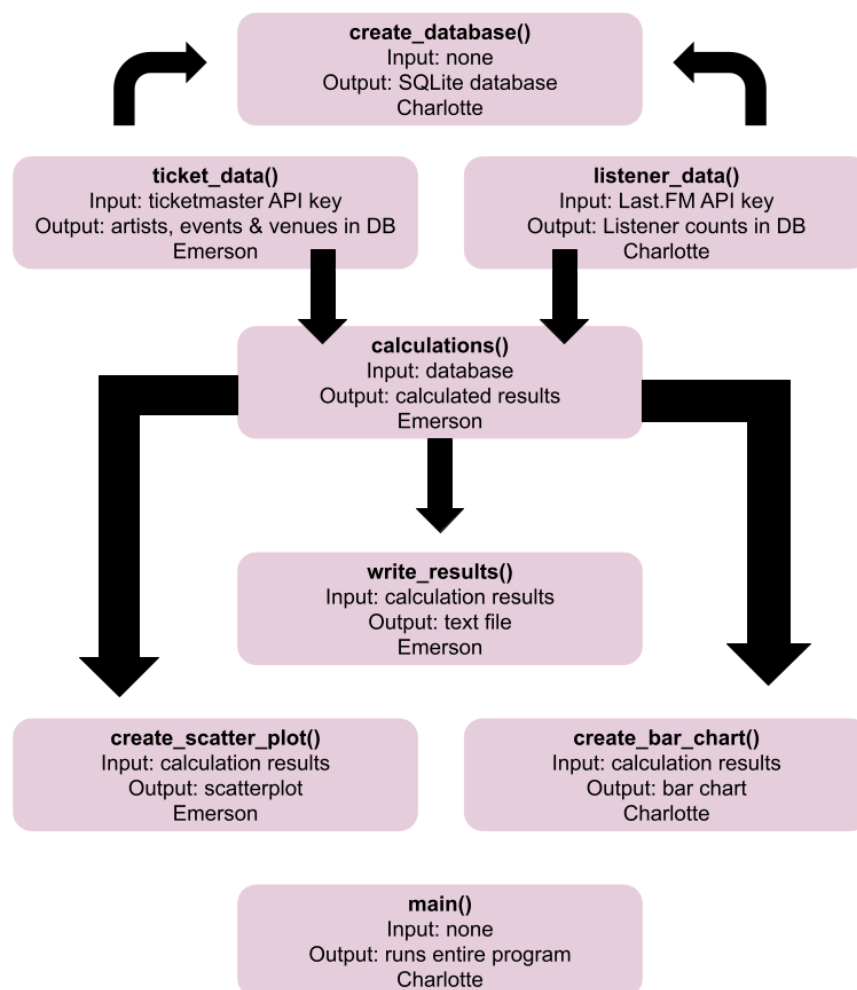 create_database()
Input: none
Output: SQLite database
Charlotte
ticket_data()
Input: ticketmaster API key
Output: artists, events & venues in DB
Emerson
listener_data()
Input: Last.FM API key
Output: Listener counts in DB
Charlotte
calculations()
Input: database
Output: calculated results
Emerson
write_results()
Input: calculation results
Output: text file
Emerson
create_scatter_plot()
Input: calculation results
Output: scatterplot
Emerson
create_bar_chart()
Input: calculation results
Output: bar chart
Charlotte
main()
Input: none
Output: runs entire program
Charlotte